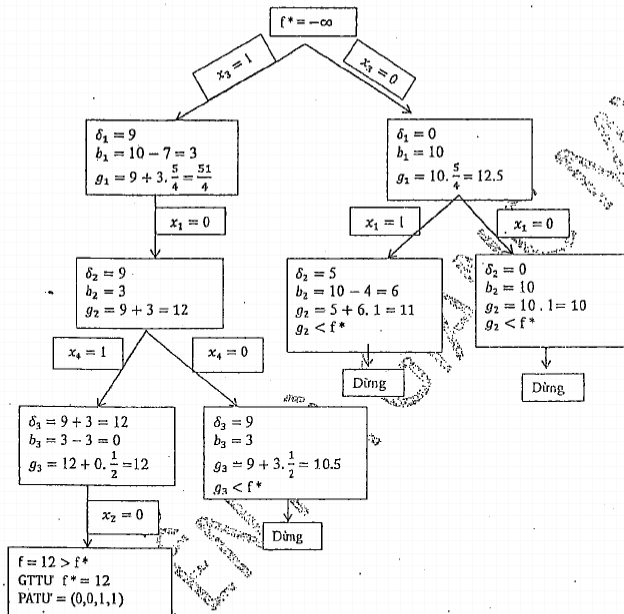 f* = −∞
x₃ = 1
x₃ = 0
δ₁ = 9
b₁ = 10 − 7 = 3
g₁ = 9 + 3. 5/4 = 51/4
δ₁ = 0
b₁ = 10
g₁ = 10. 5/4 = 12.5
x₁ = 0
x₁ = 1
x₁ = 0
δ₂ = 9
b₂ = 3
g₂ = 9 + 3 = 12
δ₂ = 5
b₂ = 10 − 4 = 6
g₂ = 5 + 6. 1 = 11
g₂ < f*
δ₂ = 0
b₂ = 10
g₂ = 10 . 1 = 10
g₂ < f*
x₄ = 1
x₄ = 0
Dừng
Dừng
δ₃ = 9 + 3 = 12
b₃ = 3 − 3 = 0
g₃ = 12 + 0. 1/2 = 12
δ₃ = 9
b₃ = 3
g₃ = 9 + 3. 1/2 = 10.5
g₃ < f*
x₂ = 0
Dừng
f = 12 > f*
GTTƯ f* = 12
PATƯ = (0,0,1,1)